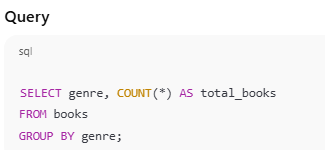 Query
sql
SELECT genre, COUNT(*) AS total_books
FROM books
GROUP BY genre;